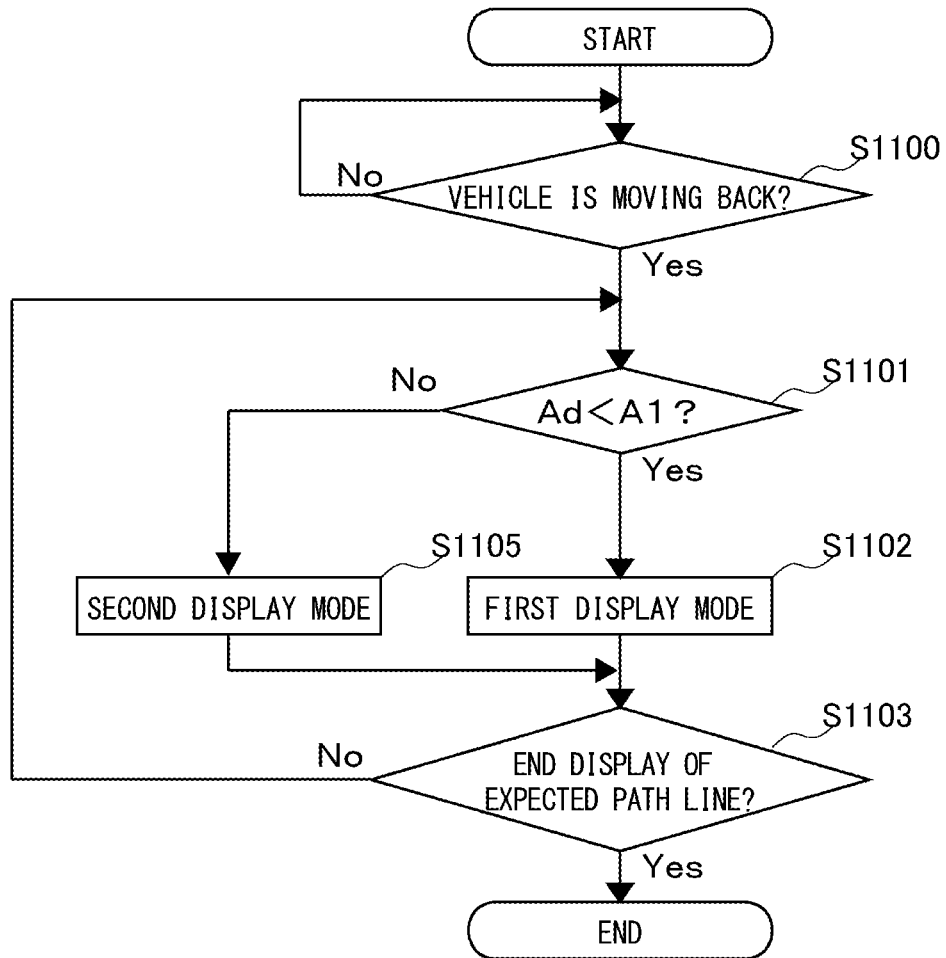 START
S1100
No
VEHICLE IS MOVING BACK?
Yes
S1101
No
Ad<A1?
Yes
S1105
S1102
SECOND DISPLAY MODE
FIRST DISPLAY MODE
S1103
No
END DISPLAY OF
EXPECTED PATH LINE?
Yes
END